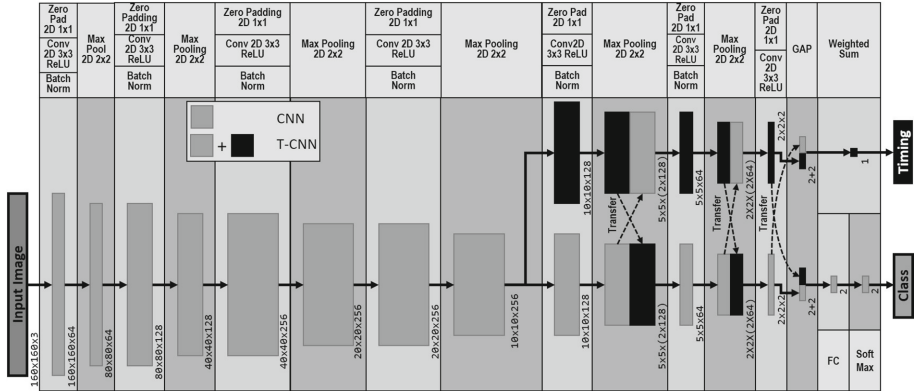 Zero
Pad
2D 1x1
Conv
2D 3x3
ReLU
Batch
Norm
Max
Pool
2D 2x2
Zero
Padding
2D 1x1
Conv
2D 3x3
ReLU
Batch
Norm
Max
Pooling
2D 2x2
Zero Padding
2D 1x1
Conv 2D 3x3
ReLU
Batch
Norm
Max Pooling
2D 2x2
Zero Padding
2D 1x1
Conv 2D 3x3
ReLU
Batch
Norm
Max Pooling
2D 2x2
Zero Pad
2D 1x1
Conv2D
3x3 ReLU
Batch
Norm
Max Pooling
2D 2x2
Zero Pad
2D 1x1
Conv 2D
3x3 ReLU
Batch
Norm
Max
Pooling
2D 2x2
Zero
Pad
2D
1x1
Conv
2D
3x3
ReLU
GAP
Weighted
Sum
CNN
+
T-CNN
Input Image
160x160x3
160x160x64
80x80x64
80x80x128
40x40x128
40x40x256
20x20x256
20x20x256
10x10x256
10x10x128
Transfer
5x5x(2x128)
5x5x64
Transfer
2X2X(2X64)
Transfer
2x2x2
2+2
1
Timing
10x10x128
5x5x(2x128)
5x5x64
2X2X(2X64)
2x2x2
2+2
2
2
Class
FC
Soft
Max